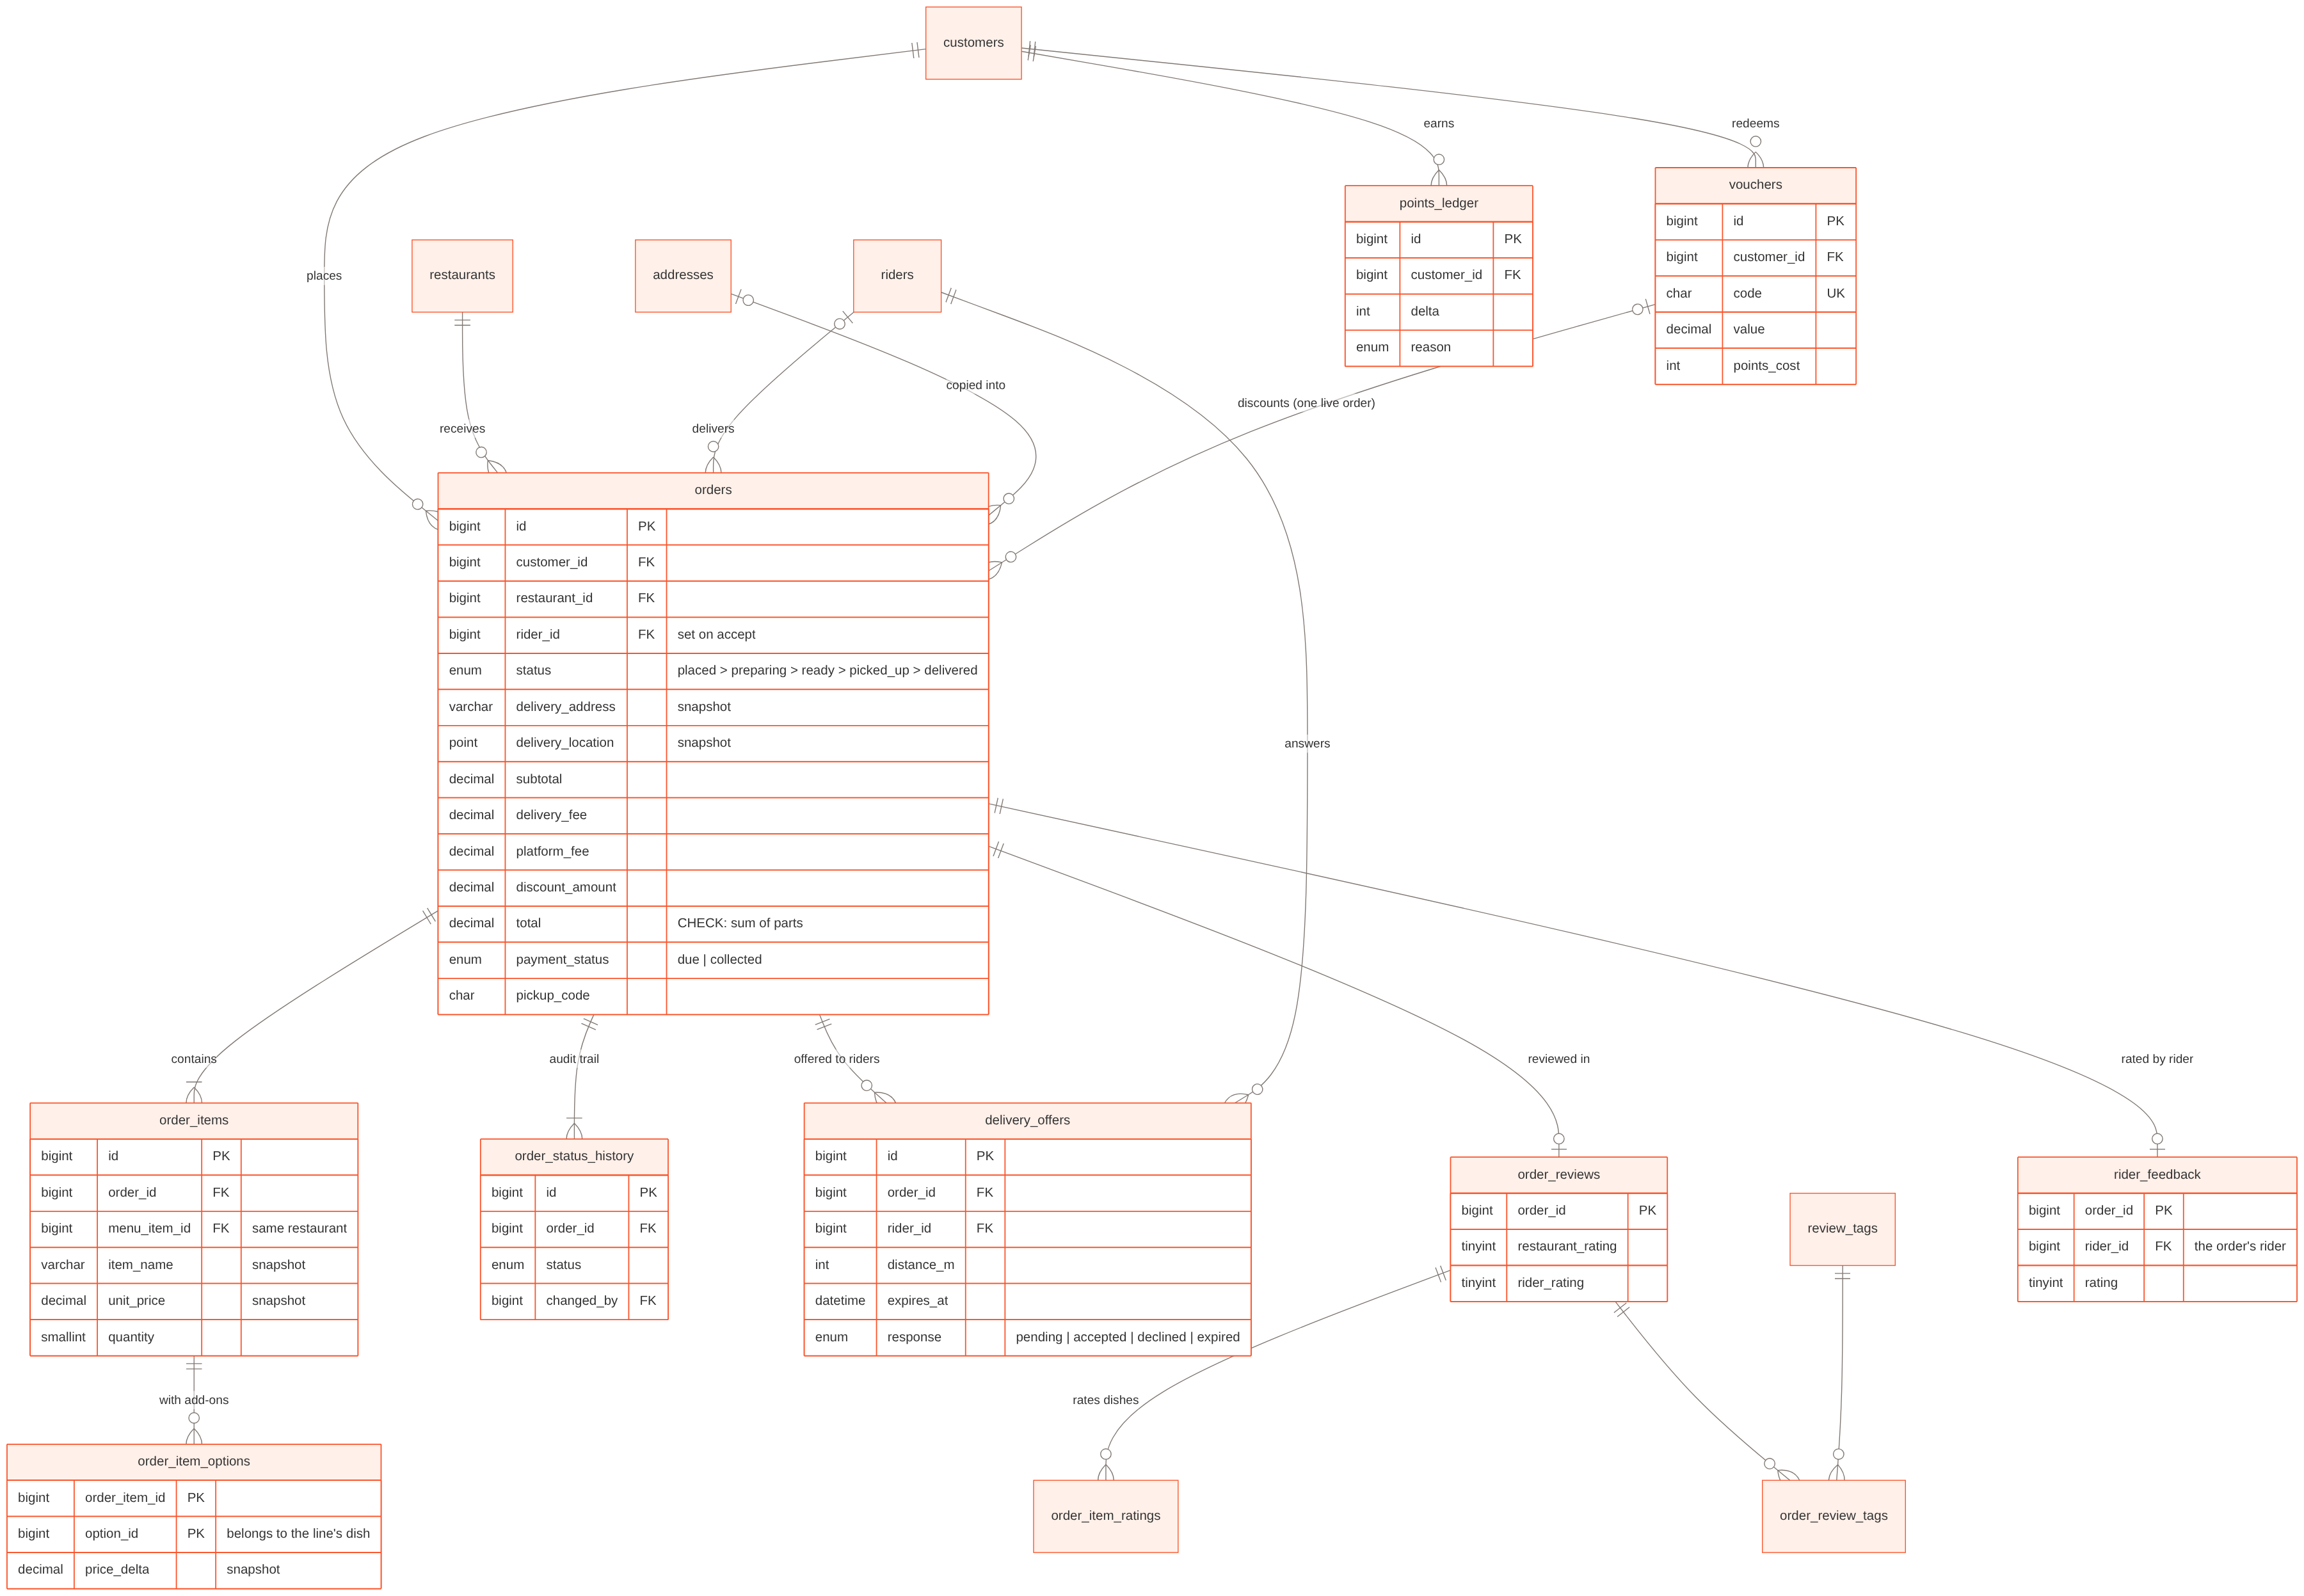 customers
earns
redeems
vouchers
bigint id PK
bigint customer_id FK
char code UK
decimal value
int points_cost
points_ledger
bigint id PK
bigint customer_id FK
int delta
enum reason
places
restaurants
addresses
riders
copied into
discounts (one live order)
receives
delivers
orders
bigint id PK
bigint customer_id FK
bigint restaurant_id FK
bigint rider_id FK set on accept
enum status placed > preparing > ready > picked_up > delivered
varchar delivery_address snapshot
point delivery_location snapshot
decimal subtotal
decimal delivery_fee
decimal platform_fee
decimal discount_amount
decimal total CHECK: sum of parts
enum payment_status due | collected
char pickup_code
answers
contains
audit trail
offered to riders
reviewed in
rated by rider
order_items
bigint id PK
bigint order_id FK
bigint menu_item_id FK same restaurant
varchar item_name snapshot
decimal unit_price snapshot
smallint quantity
order_status_history
bigint id PK
bigint order_id FK
enum status
bigint changed_by FK
delivery_offers
bigint id PK
bigint order_id FK
bigint rider_id FK
int distance_m
datetime expires_at
enum response pending | accepted | declined | expired
order_reviews
bigint order_id PK
tinyint restaurant_rating
tinyint rider_rating
review_tags
rider_feedback
bigint order_id PK
bigint rider_id FK the order's rider
tinyint rating
with add-ons
rates dishes
order_item_options
bigint order_item_id PK
bigint option_id PK belongs to the line's dish
decimal price_delta snapshot
order_item_ratings
order_review_tags